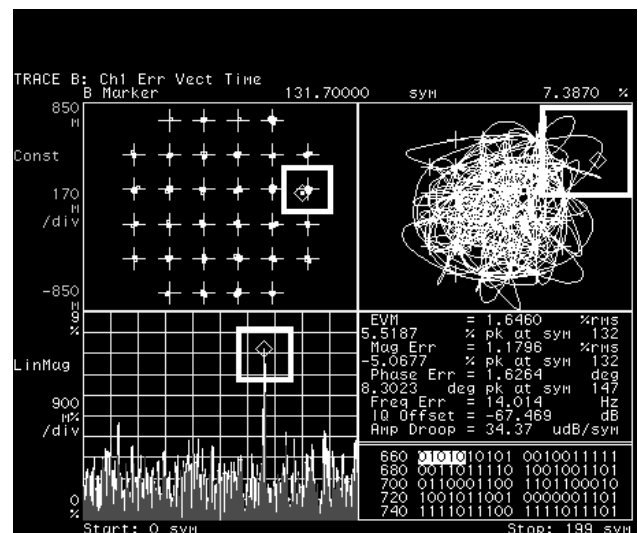 TRACE B: Ch1 Err Vect Time
B Marker 131.70000 sym 7.3870 %
850
M
Const
170
M
/div
-850
M
9
%
LinMag
900
m%
/div
0
%
Start: 0 sym Stop: 199 sym
EVM = 1.6460 %rms
5.5187 % pk at sym 132
Mag Err = 1.1796 %rms
-5.0677 % pk at sym 132
Phase Err = 1.6264 deg
8.3023 deg pk at sym 147
Freq Err = 14.014 Hz
IQ Offset = -67.469 dB
Amp Droop = 34.37 udB/sym
660 0101010101 0010011111
680 0011011110 1001001101
700 0110001100 1101100010
720 1001011001 0000001101
740 1111011100 1111011101